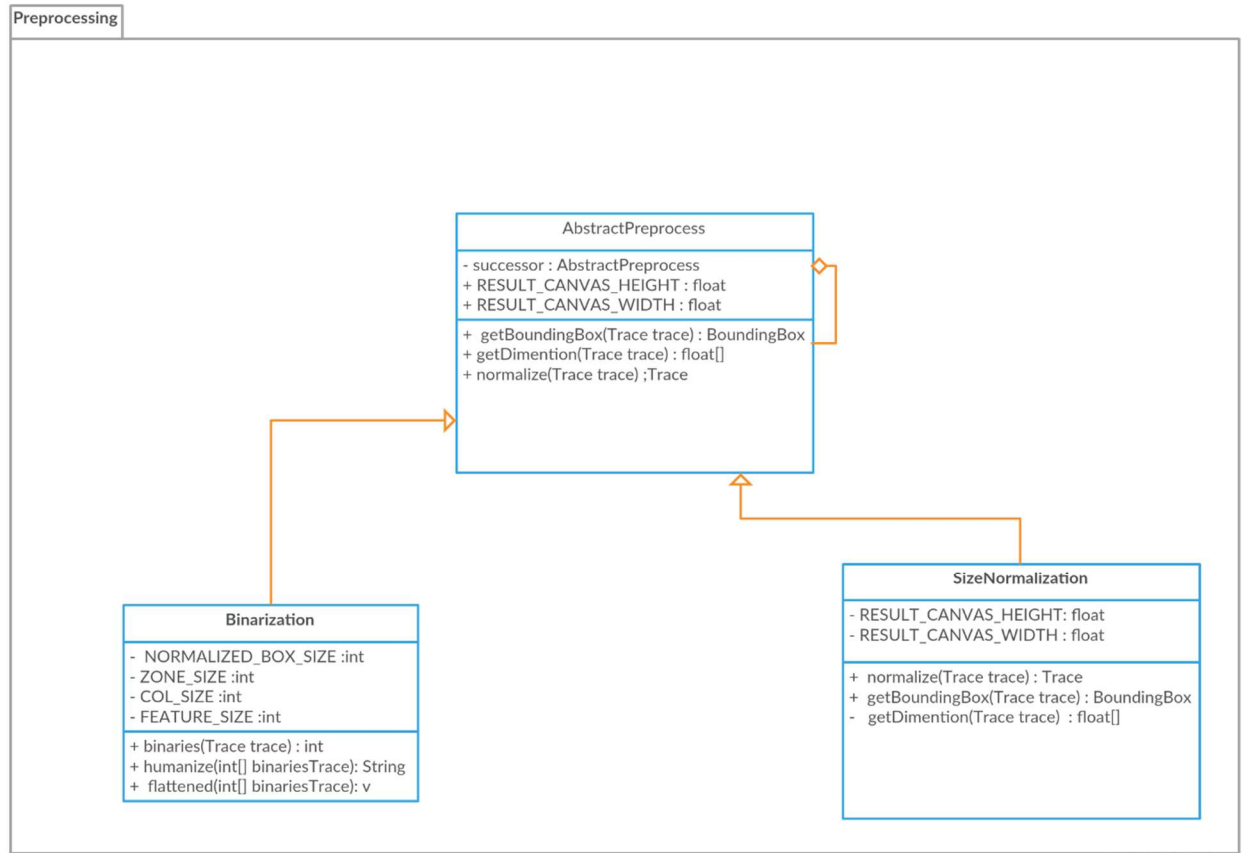 Preprocessing
AbstractPreprocess
- successor : AbstractPreprocess
+ RESULT_CANVAS_HEIGHT : float
+ RESULT_CANVAS_WIDTH : float
+ getBoundingBox(Trace trace) : BoundingBox
+ getDimention(Trace trace) : float[]
+ normalize(Trace trace) ;Trace
Binarization
- NORMALIZED_BOX_SIZE :int
- ZONE_SIZE :int
- COL_SIZE :int
- FEATURE_SIZE :int
+ binaries(Trace trace) : int
+ humanize(int[] binariesTrace): String
+ flattened(int[] binariesTrace): v
SizeNormalization
- RESULT_CANVAS_HEIGHT: float
- RESULT_CANVAS_WIDTH : float
+ normalize(Trace trace) : Trace
+ getBoundingBox(Trace trace) : BoundingBox
- getDimention(Trace trace) : float[]